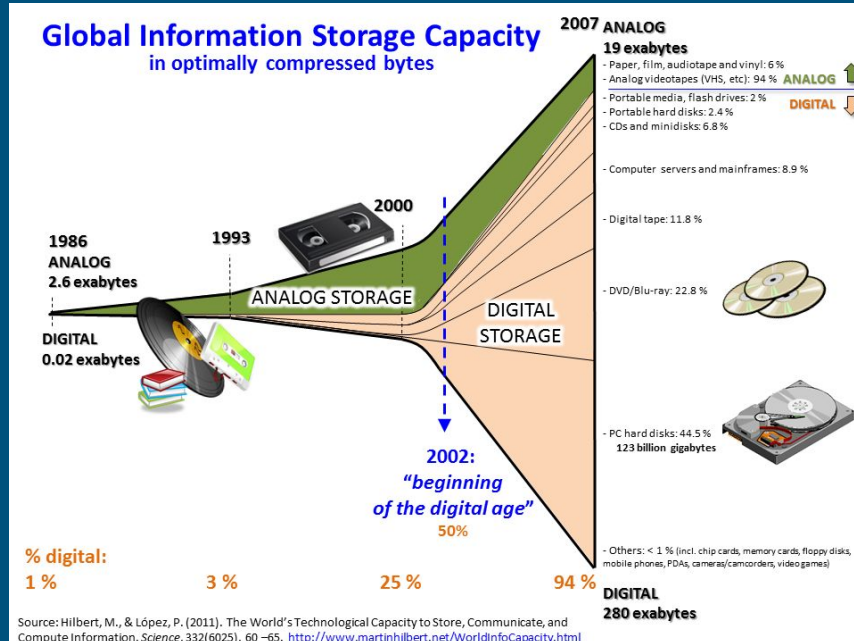 Global Information Storage Capacity
in optimally compressed bytes
2007 ANALOG
19 exabytes
- Paper, film, audiotape and vinyl: 6 %
- Analog videotapes (VHS, etc): 94 %
ANALOG
- Portable media, flash drives: 2 %
DIGITAL
- Portable hard disks: 2.4 %
- CDs and minidisks: 6.8 %
- Computer servers and mainframes: 8.9 %
- Digital tape: 11.8 %
- DVD/Blu-ray: 22.8 %
- PC hard disks: 44.5 %
123 billion gigabytes
- Others: < 1 % (incl. chip cards, memory cards, floppy disks,
mobile phones, PDAs, cameras/camcorders, video games)
DIGITAL
280 exabytes
1986
ANALOG
2.6 exabytes
DIGITAL
0.02 exabytes
1993
2000
ANALOG STORAGE
DIGITAL
STORAGE
2002:
“beginning
of the digital age”
50%
% digital:
1 %
3 %
25 %
94 %
Source: Hilbert, M., & López, P. (2011). The World’s Technological Capacity to Store, Communicate, and
Compute Information. Science, 332(6025), 60 –65. http://www.martinhilbert.net/WorldInfoCapacity.html